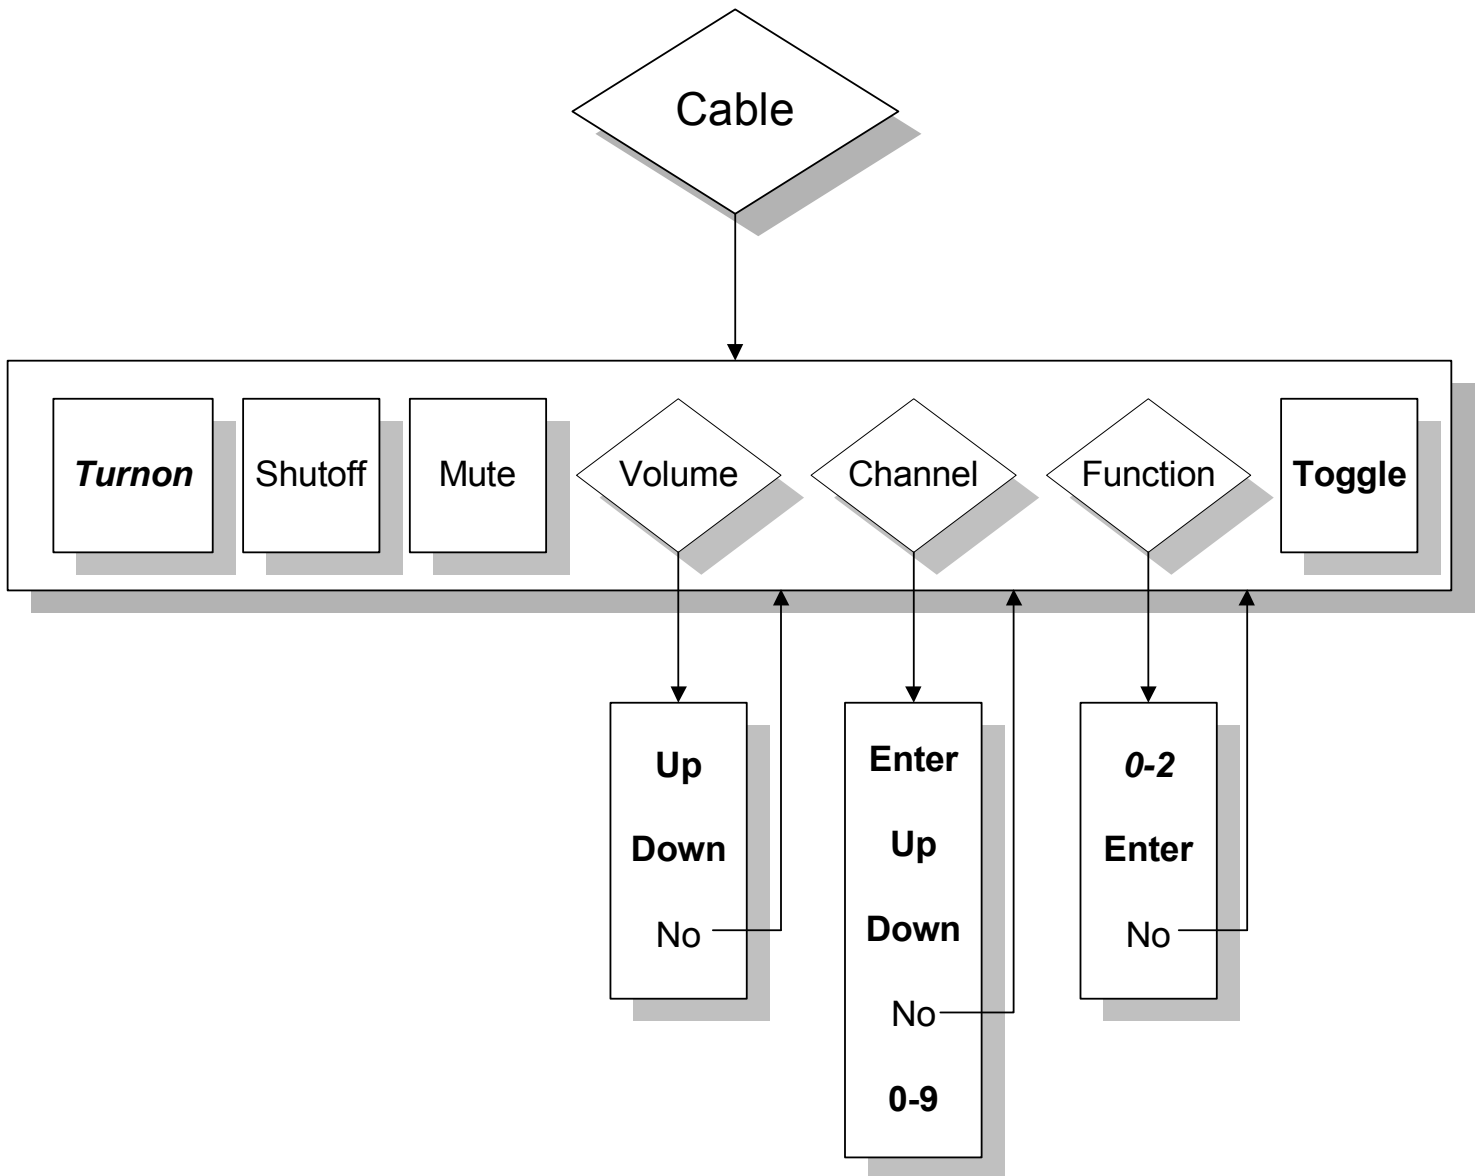 Cable
Turnon
Shutoff
Mute
Volume
Channel
Function
Toggle
Up
Down
No
Enter
Up
Down
No
0-9
0-2
Enter
No